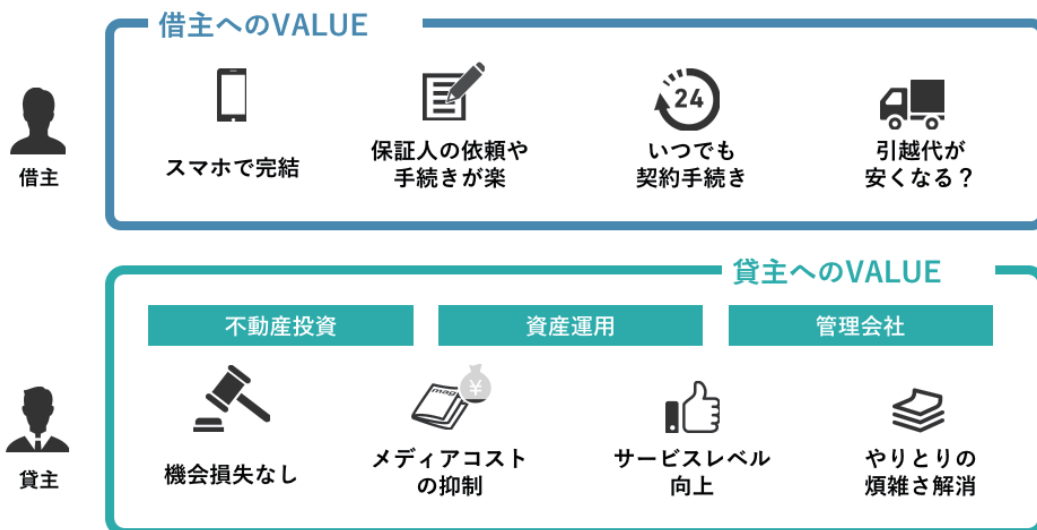 借主へのVALUE
24
スマホで完結
保証人の依頼や
手続きが楽
いつでも
契約手続き
引越代が
安くなる？
借主
貸主へのVALUE
不動産投資
資産運用
管理会社
maga
¥
機会損失なし
メディアコスト
の抑制
サービスレベル
向上
やりとりの
煩雑さ解消
貸主